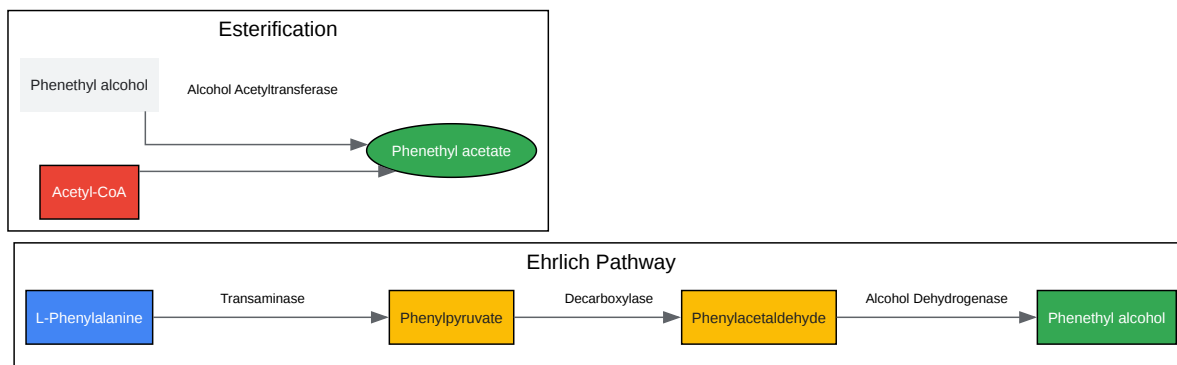 Esterification
Phenethyl alcohol
Alcohol Acetyltransferase
Phenethyl acetate
Acetyl-CoA
Ehrlich Pathway
L-Phenylalanine
Transaminase
Phenylpyruvate
Decarboxylase
Phenylacetaldehyde
Alcohol Dehydrogenase
Phenethyl alcohol